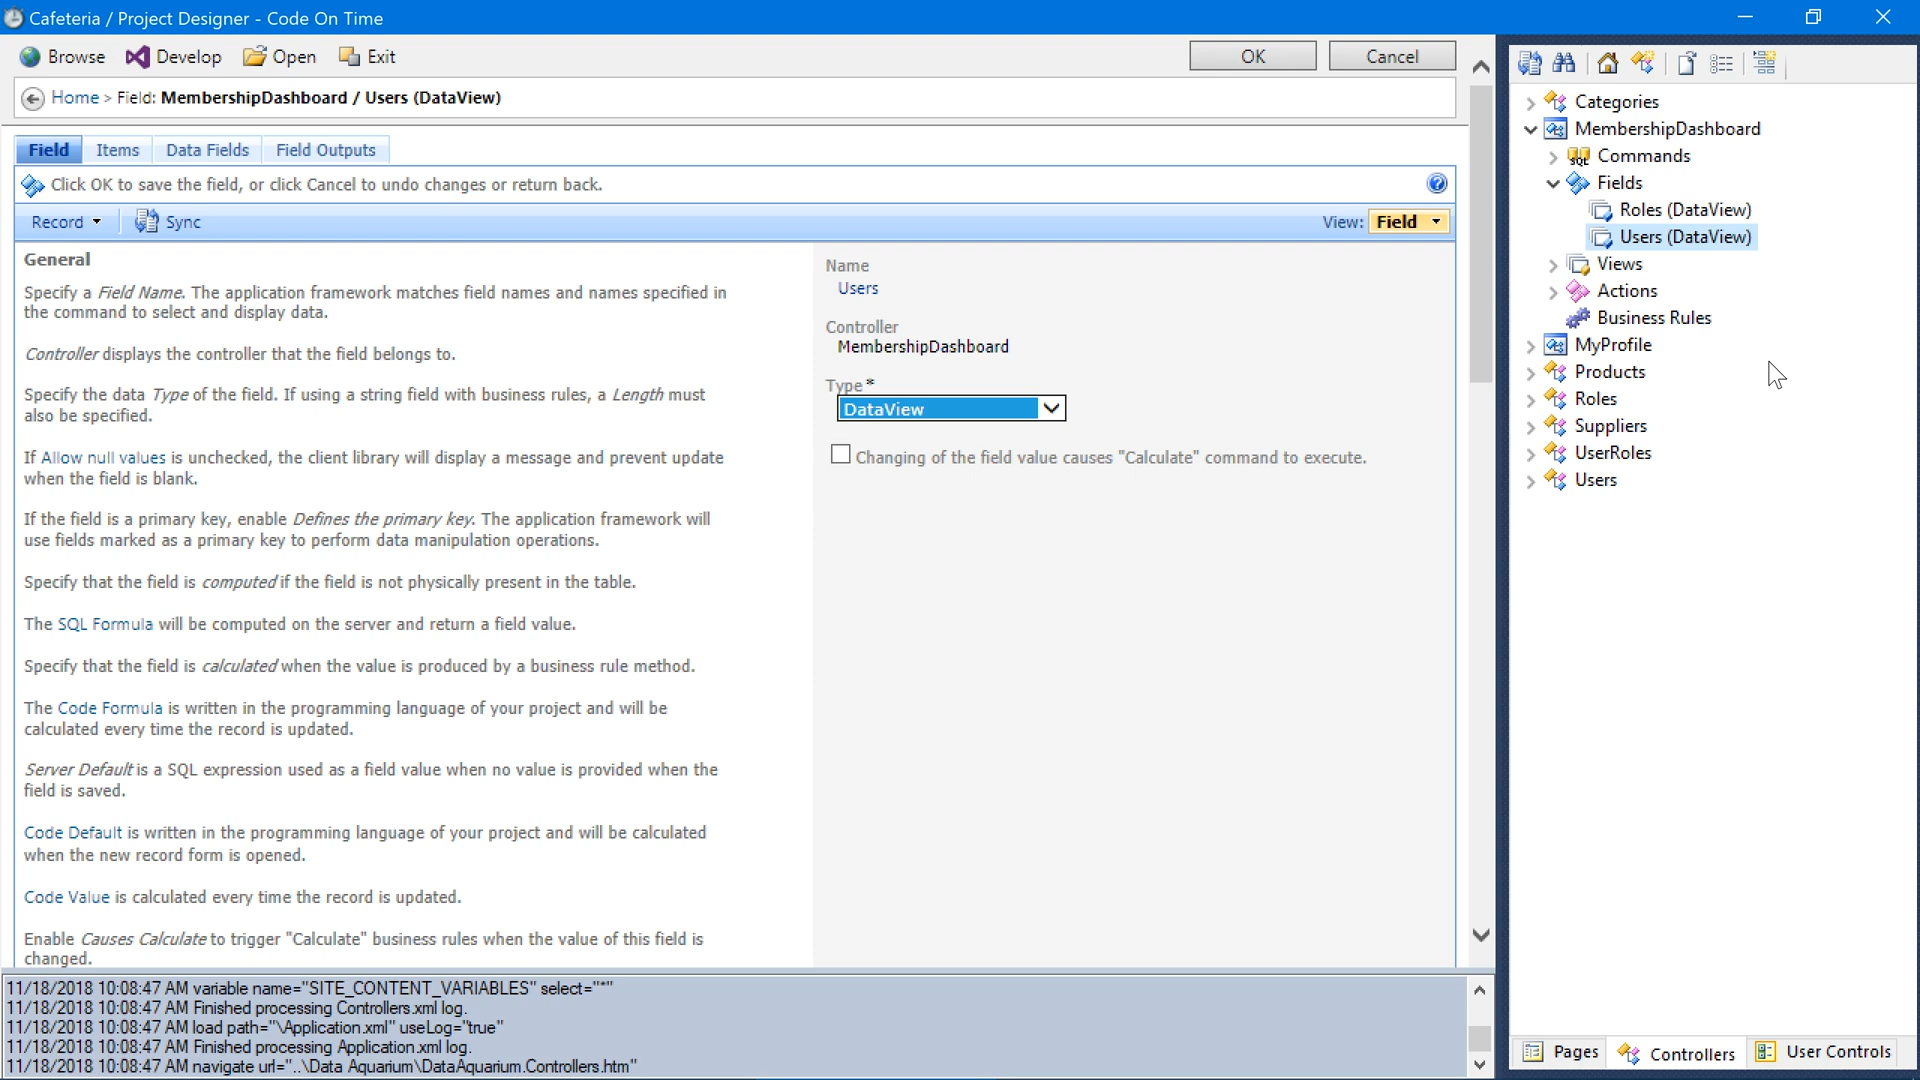 Cafeteria / Project Designer - Code On Time
Browse Develop Open Exit OK Cancel
Home > Field: MembershipDashboard / Users (DataView)
Field Items Data Fields Field Outputs
Click OK to save the field, or click Cancel to undo changes or return back.
Record Sync View: Field
General
Specify a Field Name. The application framework matches field names and names specified in
the command to select and display data.
Controller displays the controller that the field belongs to.
Specify the data Type of the field. If using a string field with business rules, a Length must
also be specified.
If Allow null values is unchecked, the client library will display a message and prevent update
when the field is blank.
If the field is a primary key, enable Defines the primary key. The application framework will
use fields marked as a primary key to perform data manipulation operations.
Specify that the field is computed if the field is not physically present in the table.
The SQL Formula will be computed on the server and return a field value.
Specify that the field is calculated when the value is produced by a business rule method.
The Code Formula is written in the programming language of your project and will be
calculated every time the record is updated.
Server Default is a SQL expression used as a field value when no value is provided when the
field is saved.
Code Default is written in the programming language of your project and will be calculated
when the new record form is opened.
Code Value is calculated every time the record is updated.
Enable Causes Calculate to trigger "Calculate" business rules when the value of this field is
changed.
Name
Users
Controller
MembershipDashboard
Type *
DataView
Changing of the field value causes "Calculate" command to execute.
11/18/2018 10:08:47 AM variable name="SITE_CONTENT_VARIABLES" select="*"
11/18/2018 10:08:47 AM Finished processing Controllers.xml log.
11/18/2018 10:08:47 AM load path="\Application.xml" useLog="true"
11/18/2018 10:08:47 AM Finished processing Application.xml log.
11/18/2018 10:08:47 AM navigate url="..\Data Aquarium\DataAquarium.Controllers.htm"
Categories
MembershipDashboard
SQL Commands
Fields
Roles (DataView)
Users (DataView)
Views
Actions
Business Rules
MyProfile
Products
Roles
Suppliers
UserRoles
Users
Pages Controllers User Controls